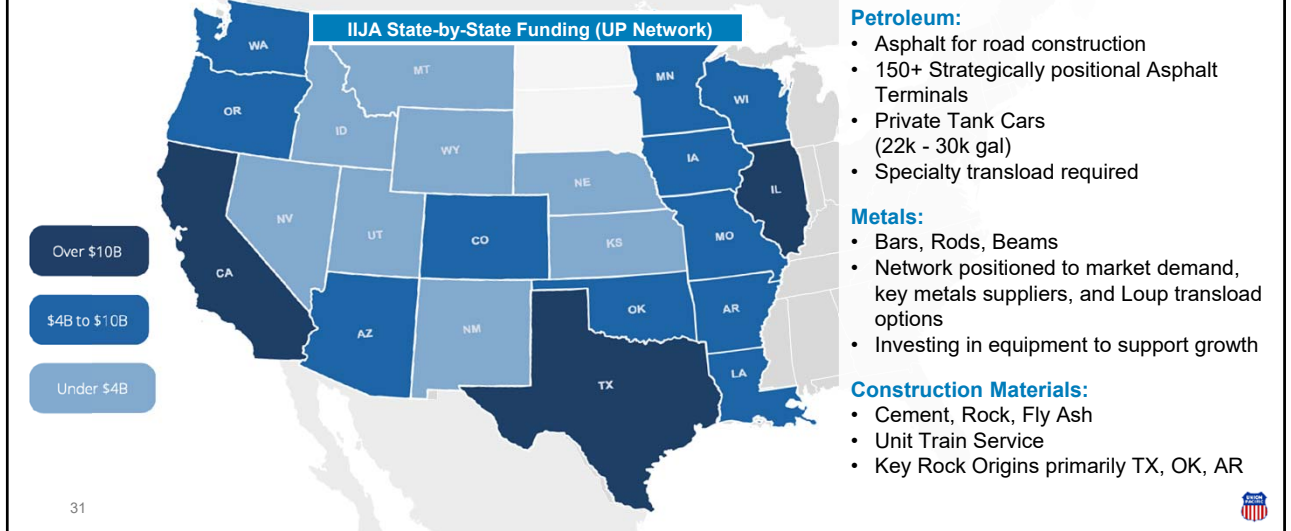 IIJA State-by-State Funding (UP Network)
WA
MT
OR
ID
WY
NV
UT
CA
AZ
CO
NM
NE
KS
OK
TX
MN
WI
IA
IL
MO
AR
LA
Over $10B
$4B to $10B
Under $4B
Petroleum:
• Asphalt for road construction
• 150+ Strategically positional Asphalt
Terminals
• Private Tank Cars
(22k - 30k gal)
• Specialty transload required
Metals:
• Bars, Rods, Beams
• Network positioned to market demand,
key metals suppliers, and Loup transload
options
• Investing in equipment to support growth
Construction Materials:
• Cement, Rock, Fly Ash
• Unit Train Service
• Key Rock Origins primarily TX, OK, AR
31
UNION
PACIFIC